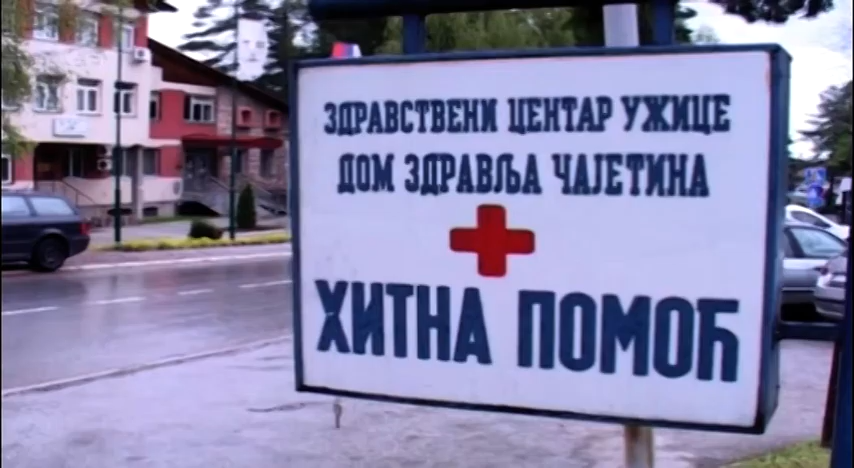 ЗДРАВСТВЕНИ ЦЕНТАР УЖИЦЕ
ДОМ ЗДРАВЉА ЧАЈЕТИНА
ХИТНА ПОМОЋ